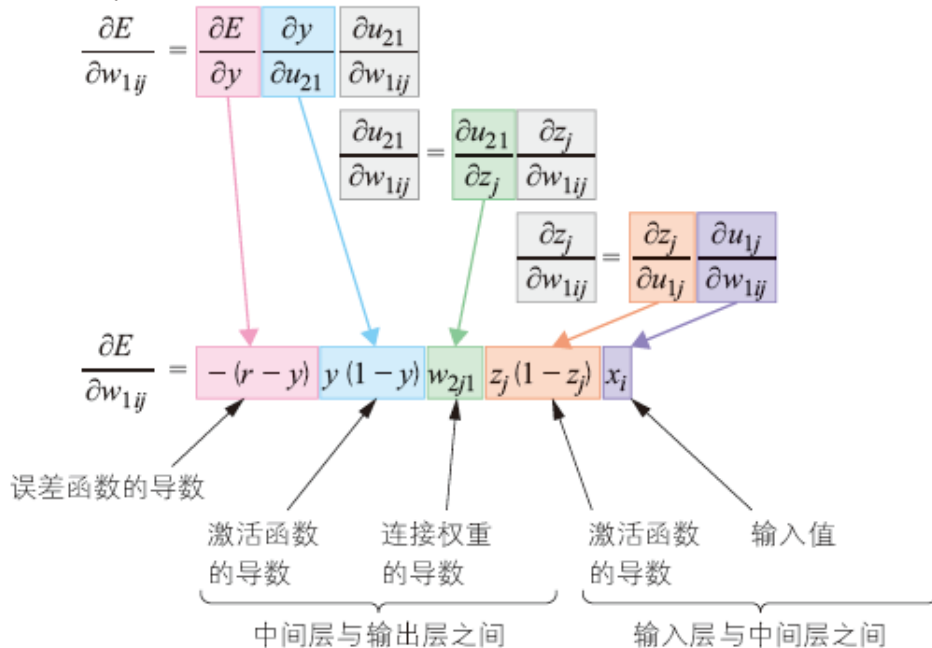 ∂E/∂w₁ᵢⱼ = ∂E/∂y ∂y/∂u₂₁ ∂u₂₁/∂w₁ᵢⱼ
∂u₂₁/∂w₁ᵢⱼ = ∂u₂₁/∂zⱼ ∂zⱼ/∂w₁ᵢⱼ
∂zⱼ/∂w₁ᵢⱼ = ∂zⱼ/∂u₁ⱼ ∂u₁ⱼ/∂w₁ᵢⱼ
∂E/∂w₁ᵢⱼ = −(r − y) y(1 − y) w₂ⱼ₁ zⱼ(1 − zⱼ) xᵢ
误差函数的导数
激活函数的导数
连接权重的导数
激活函数的导数
输入值
中间层与输出层之间
输入层与中间层之间